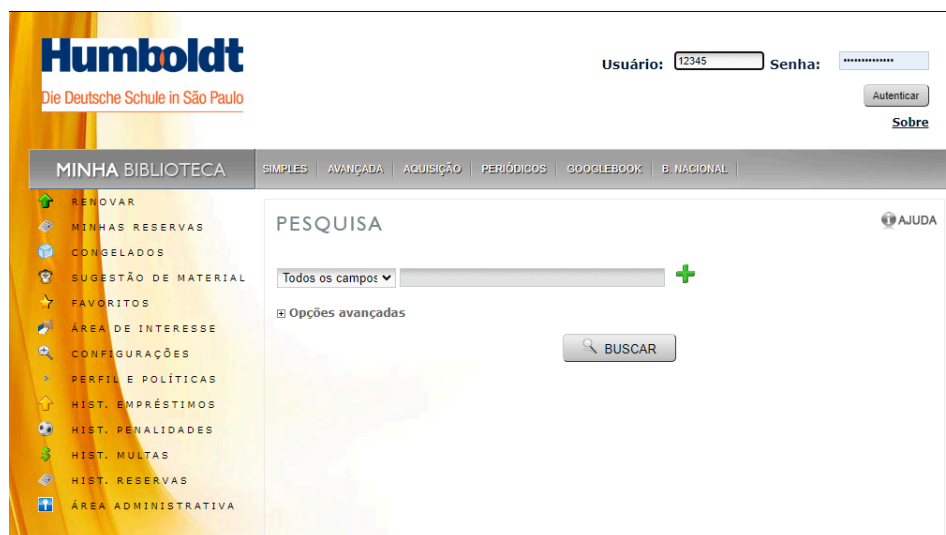 Humboldt
Die Deutsche Schule in São Paulo
Usuário: 12345 Senha: ••••••••••••••
Autenticar
Sobre
MINHA BIBLIOTECA
SIMPLES AVANÇADA AQUISIÇÃO PERIÓDICOS GOOGLEBOOK B NACIONAL
RENOVAR
MINHAS RESERVAS
CONGELADOS
SUGESTÃO DE MATERIAL
FAVORITOS
ÁREA DE INTERESSE
CONFIGURAÇÕES
PERFIL E POLÍTICAS
HIST. EMPRÉSTIMOS
HIST. PENALIDADES
HIST. MULTAS
HIST. RESERVAS
ÁREA ADMINISTRATIVA
PESQUISA
AJUDA
Todos os campos
Opções avançadas
BUSCAR